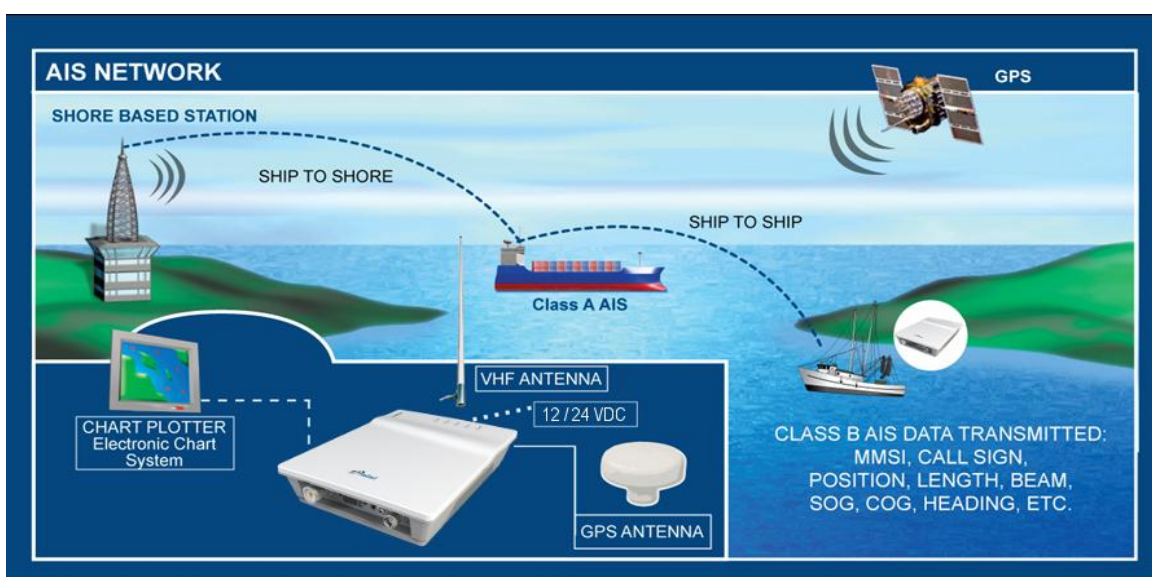 AIS NETWORK
GPS
SHORE BASED STATION
SHIP TO SHORE
SHIP TO SHIP
Class A AIS
VHF ANTENNA
12 / 24 VDC
CHART PLOTTER
Electronic Chart
System
GPS ANTENNA
CLASS B AIS DATA TRANSMITTED:
MMSI, CALL SIGN,
POSITION, LENGTH, BEAM,
SOG, COG, HEADING, ETC.